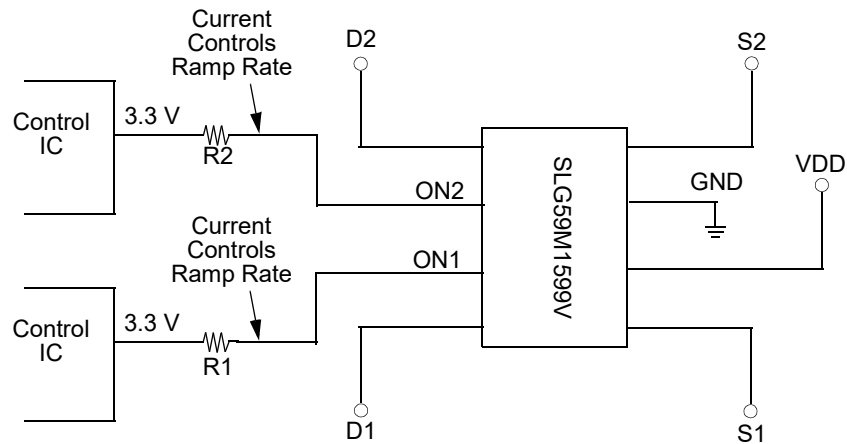 Current
Controls
Ramp Rate
D2
S2
Control
IC
3.3 V
R2
ON2
SLG59M1599V
GND
VDD
Current
Controls
Ramp Rate
ON1
Control
IC
3.3 V
R1
D1
S1